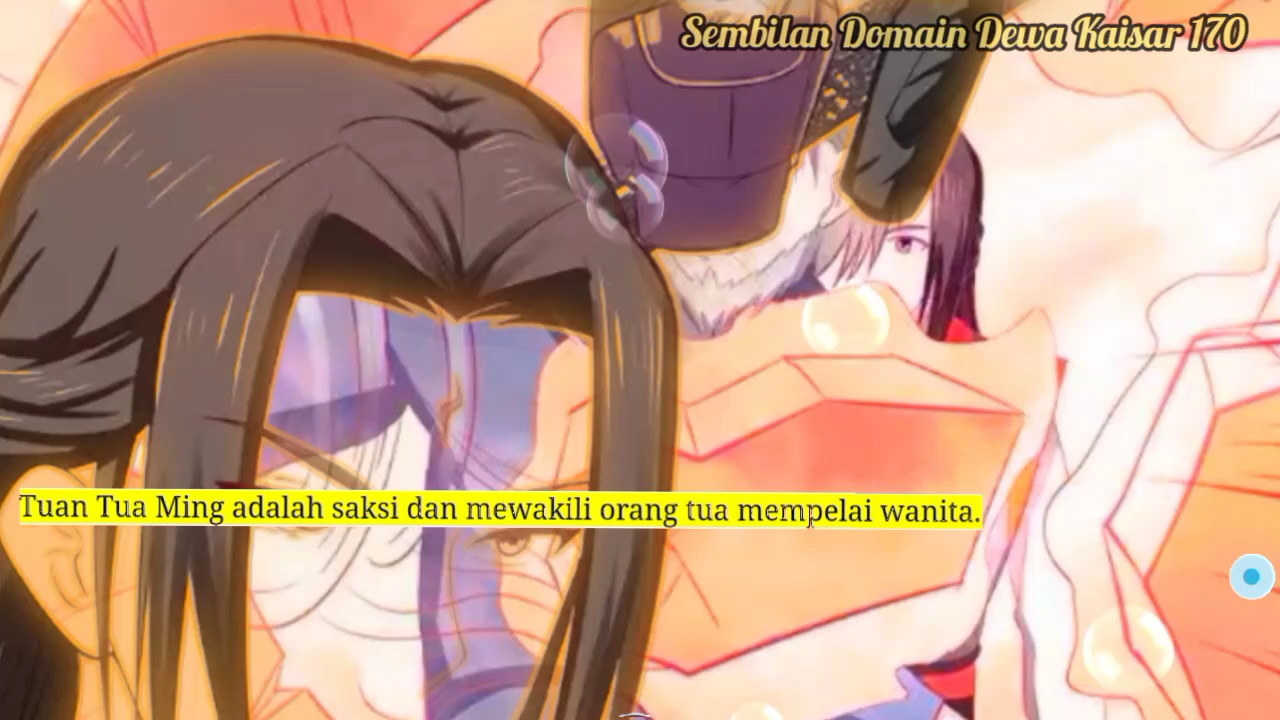 Sembilan Domain Dewa Kaisar 170
Tuan Tua Ming adalah saksi dan mewakili orang tua mempelai wanita.